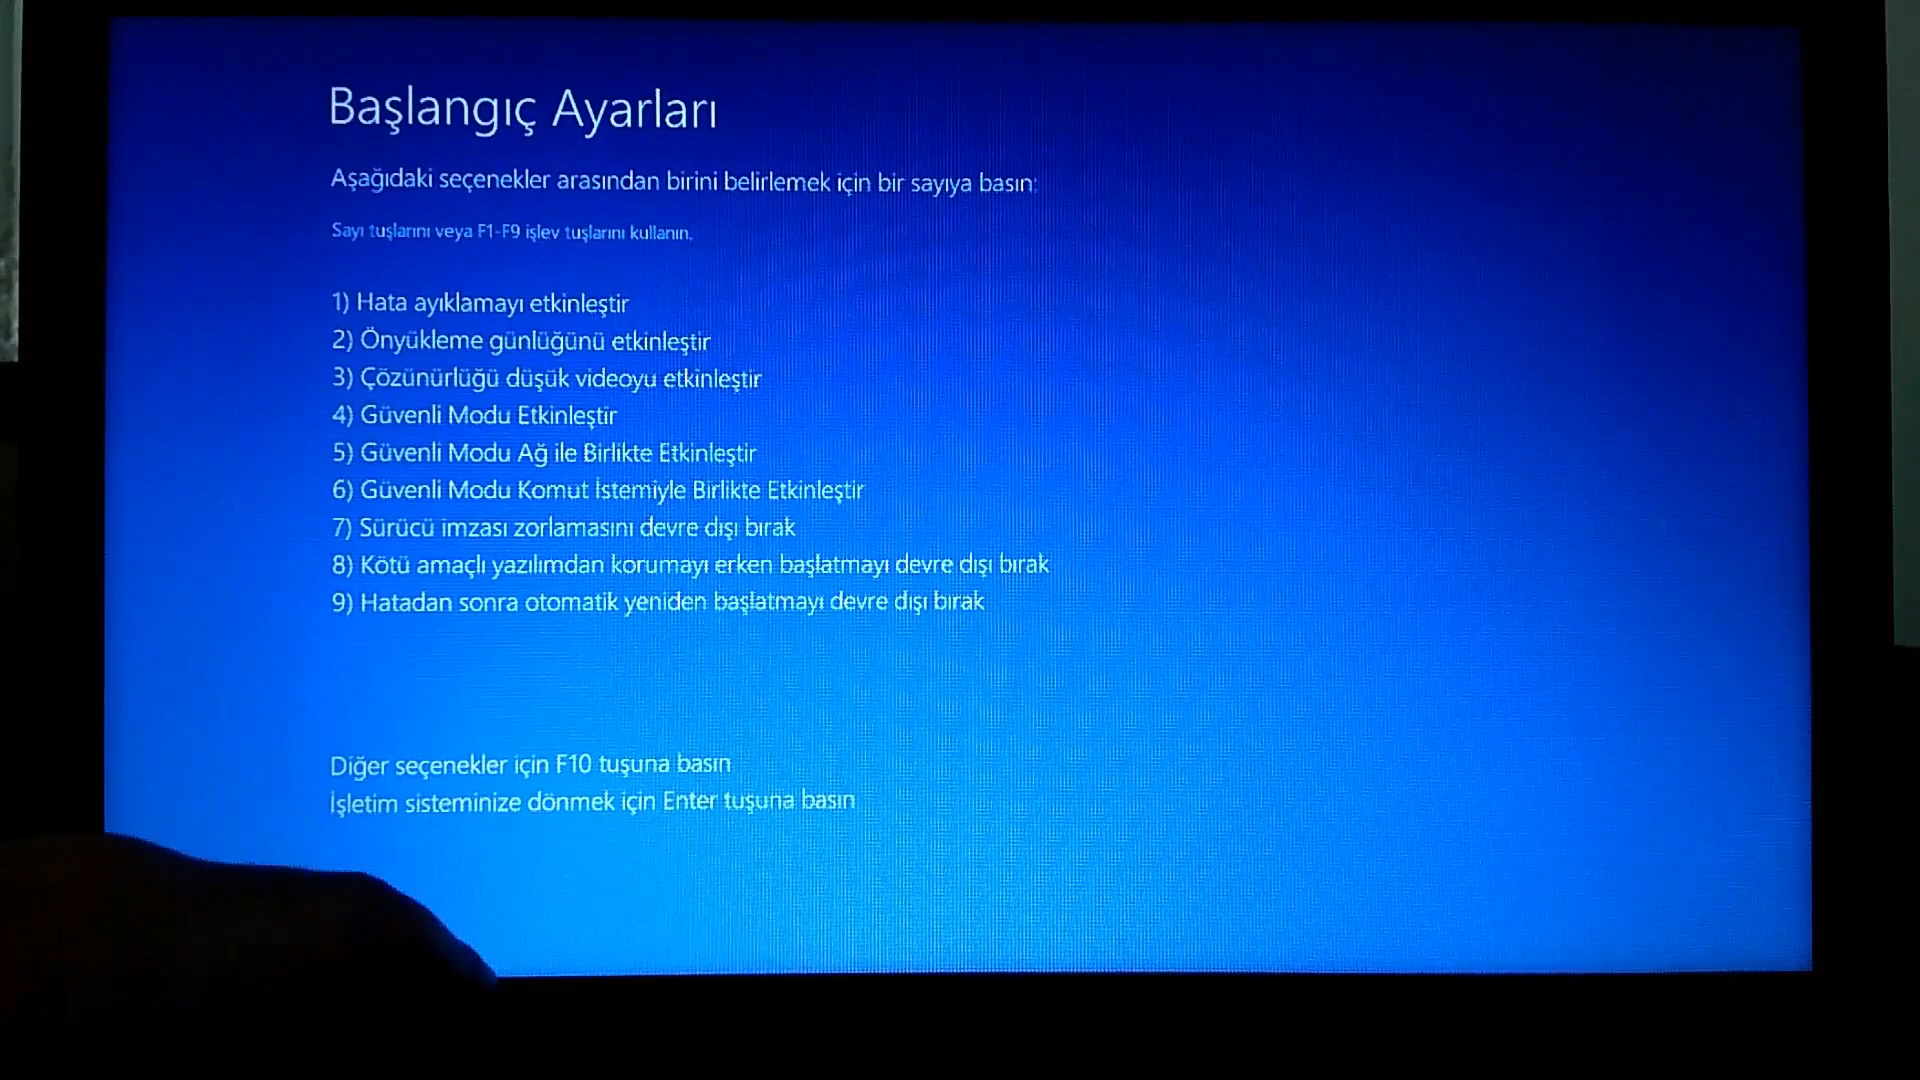 Başlangıç Ayarları
Aşağıdaki seçenekler arasından birini belirlemek için bir sayıya basın:
Sayı tuşlarını veya F1-F9 işlev tuşlarını kullanın.
1) Hata ayıklamayı etkinleştir
2) Önyükleme günlüğünü etkinleştir
3) Çözünürlüğü düşük videoyu etkinleştir
4) Güvenli Modu Etkinleştir
5) Güvenli Modu Ağ ile Birlikte Etkinleştir
6) Güvenli Modu Komut İstemiyle Birlikte Etkinleştir
7) Sürücü imzası zorlamasını devre dışı bırak
8) Kötü amaçlı yazılımdan korumayı erken başlatmayı devre dışı bırak
9) Hatadan sonra otomatik yeniden başlatmayı devre dışı bırak
Diğer seçenekler için F10 tuşuna basın
İşletim sisteminize dönmek için Enter tuşuna basın